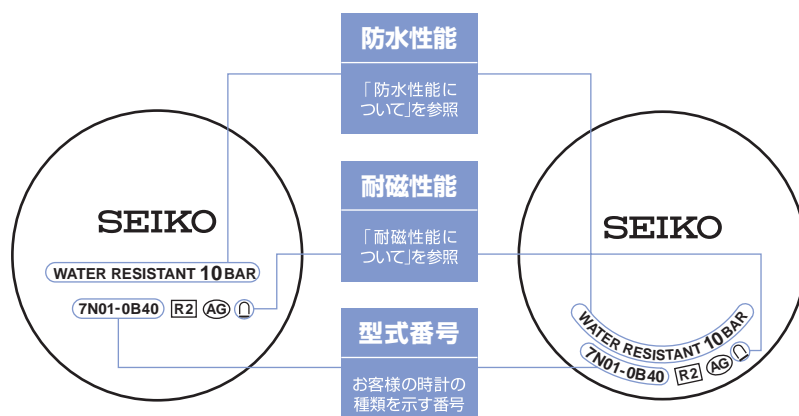 防水性能
「防水性能に
ついて」を参照
耐磁性能
「耐磁性能に
ついて」を参照
型式番号
お客様の時計の
種類を示す番号
SEIKO
WATER RESISTANT 10 BAR
7N01-0B40 R2 AG
SEIKO
WATER RESISTANT 10 BAR
7N01-0B40 R2 AG